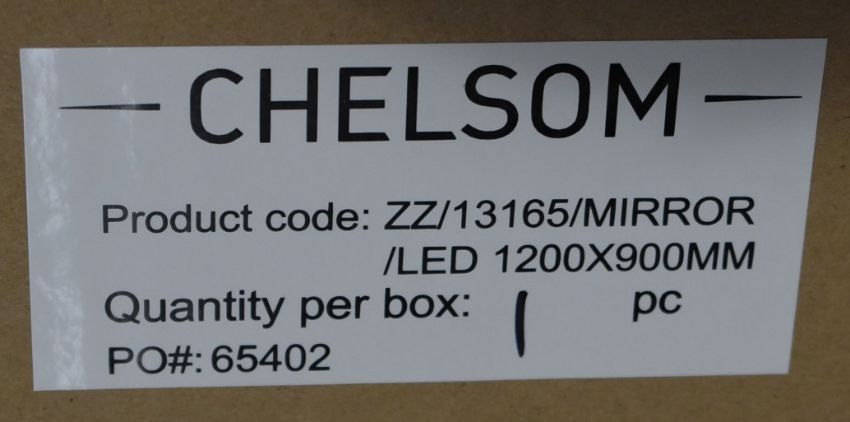 CHELSOM
Product code: ZZ/13165/MIRROR
/LED 1200X900MM
Quantity per box: 1 pc
PO#: 65402